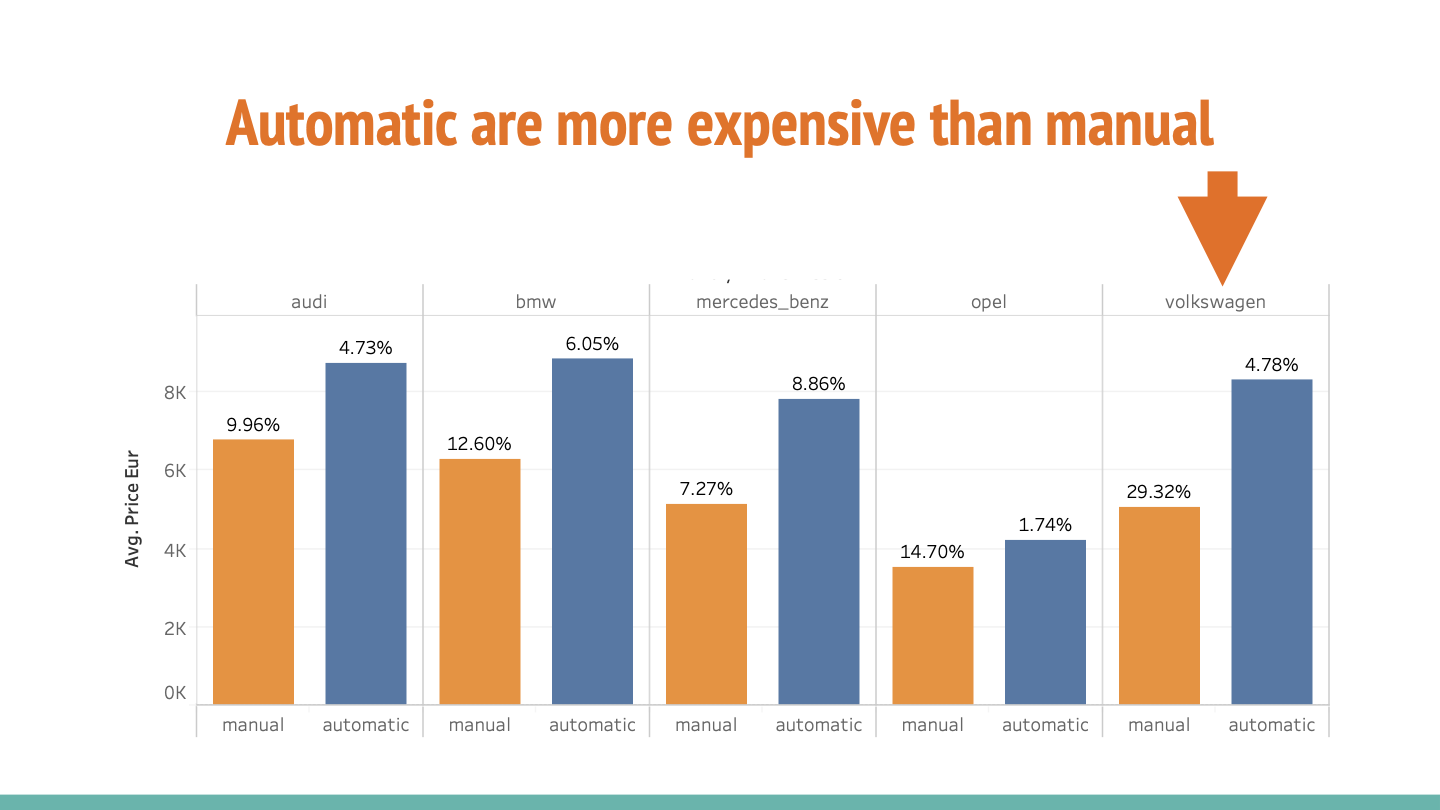 Automatic are more expensive than manual
audi bmw mercedes_benz opel volkswagen
4.73% 6.05% 8.86% 1.74% 4.78%
9.96% 12.60% 7.27% 14.70% 29.32%
Avg. Price Eur
8K
6K
4K
2K
0K
manual automatic manual automatic manual automatic manual automatic manual automatic